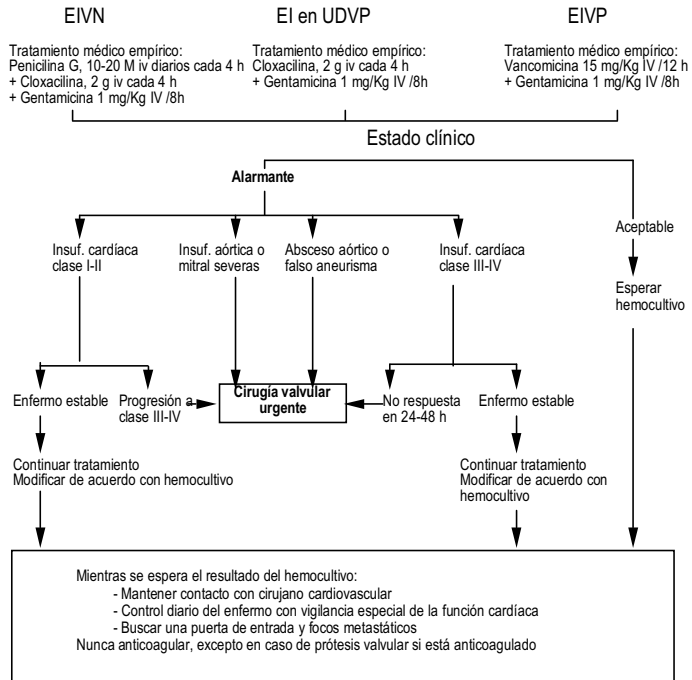 EIVN
EI en UDVP
EIVP
Tratamiento médico empírico:
Penicilina G, 10-20 M iv diarios cada 4 h
+ Cloxacilina, 2 g iv cada 4 h
+ Gentamicina 1 mg/Kg IV /8h
Tratamiento médico empírico:
Cloxacilina, 2 g iv cada 4 h
+ Gentamicina 1 mg/Kg IV /8h
Tratamiento médico empírico:
Vancomicina 15 mg/Kg IV /12 h
+ Gentamicina 1 mg/Kg IV /8h
Estado clínico
Alarmante
Aceptable
Insuf. cardíaca
clase I-II
Insuf. aórtica o
mitral severas
Absceso aórtico o
falso aneurisma
Insuf. cardíaca
clase III-IV
Esperar
hemocultivo
Enfermo estable
Progresión a
clase III-IV
Cirugía valvular
urgente
No respuesta
en 24-48 h
Enfermo estable
Continuar tratamiento
Modificar de acuerdo con hemocultivo
Continuar tratamiento
Modificar de acuerdo con
hemocultivo
Mientras se espera el resultado del hemocultivo:
- Mantener contacto con cirujano cardiovascular
- Control diario del enfermo con vigilancia especial de la función cardíaca
- Buscar una puerta de entrada y focos metastáticos
Nunca anticoagular, excepto en caso de prótesis valvular si está anticoagulado